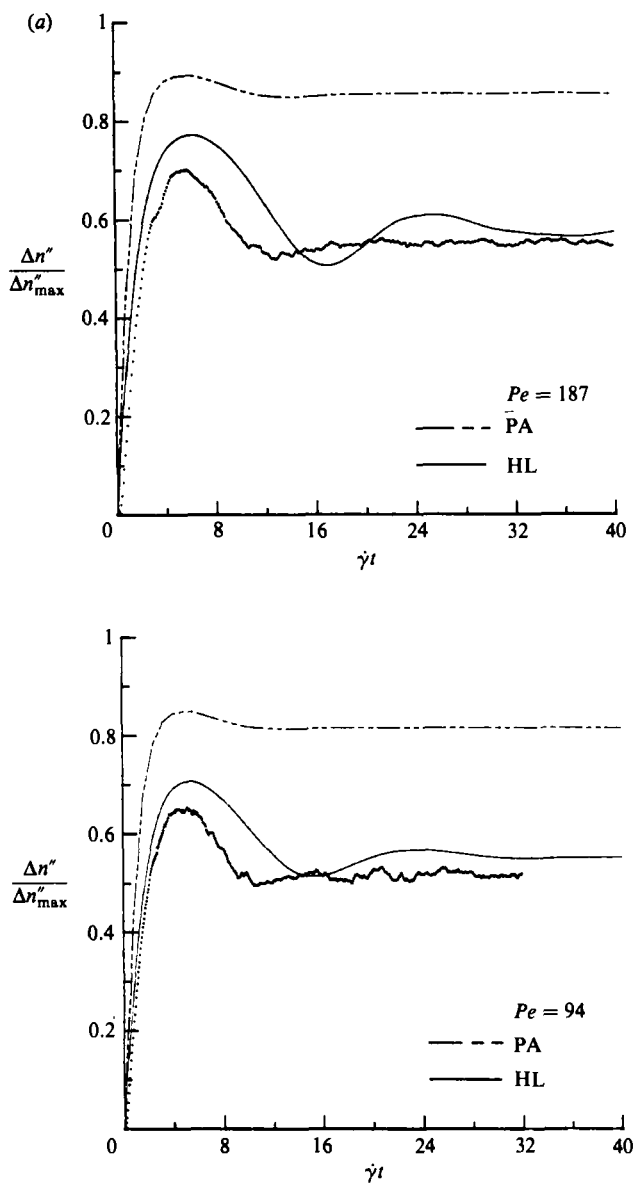 (a)
1
0.8
0.6
Δn″
Δn″max
0.4
0.2
Pe = 187
PA
HL
0 8 16 24 32 40
γ̇t
1
0.8
0.6
Δn″
Δn″max
0.4
0.2
Pe = 94
PA
HL
0 8 16 24 32 40
γ̇t